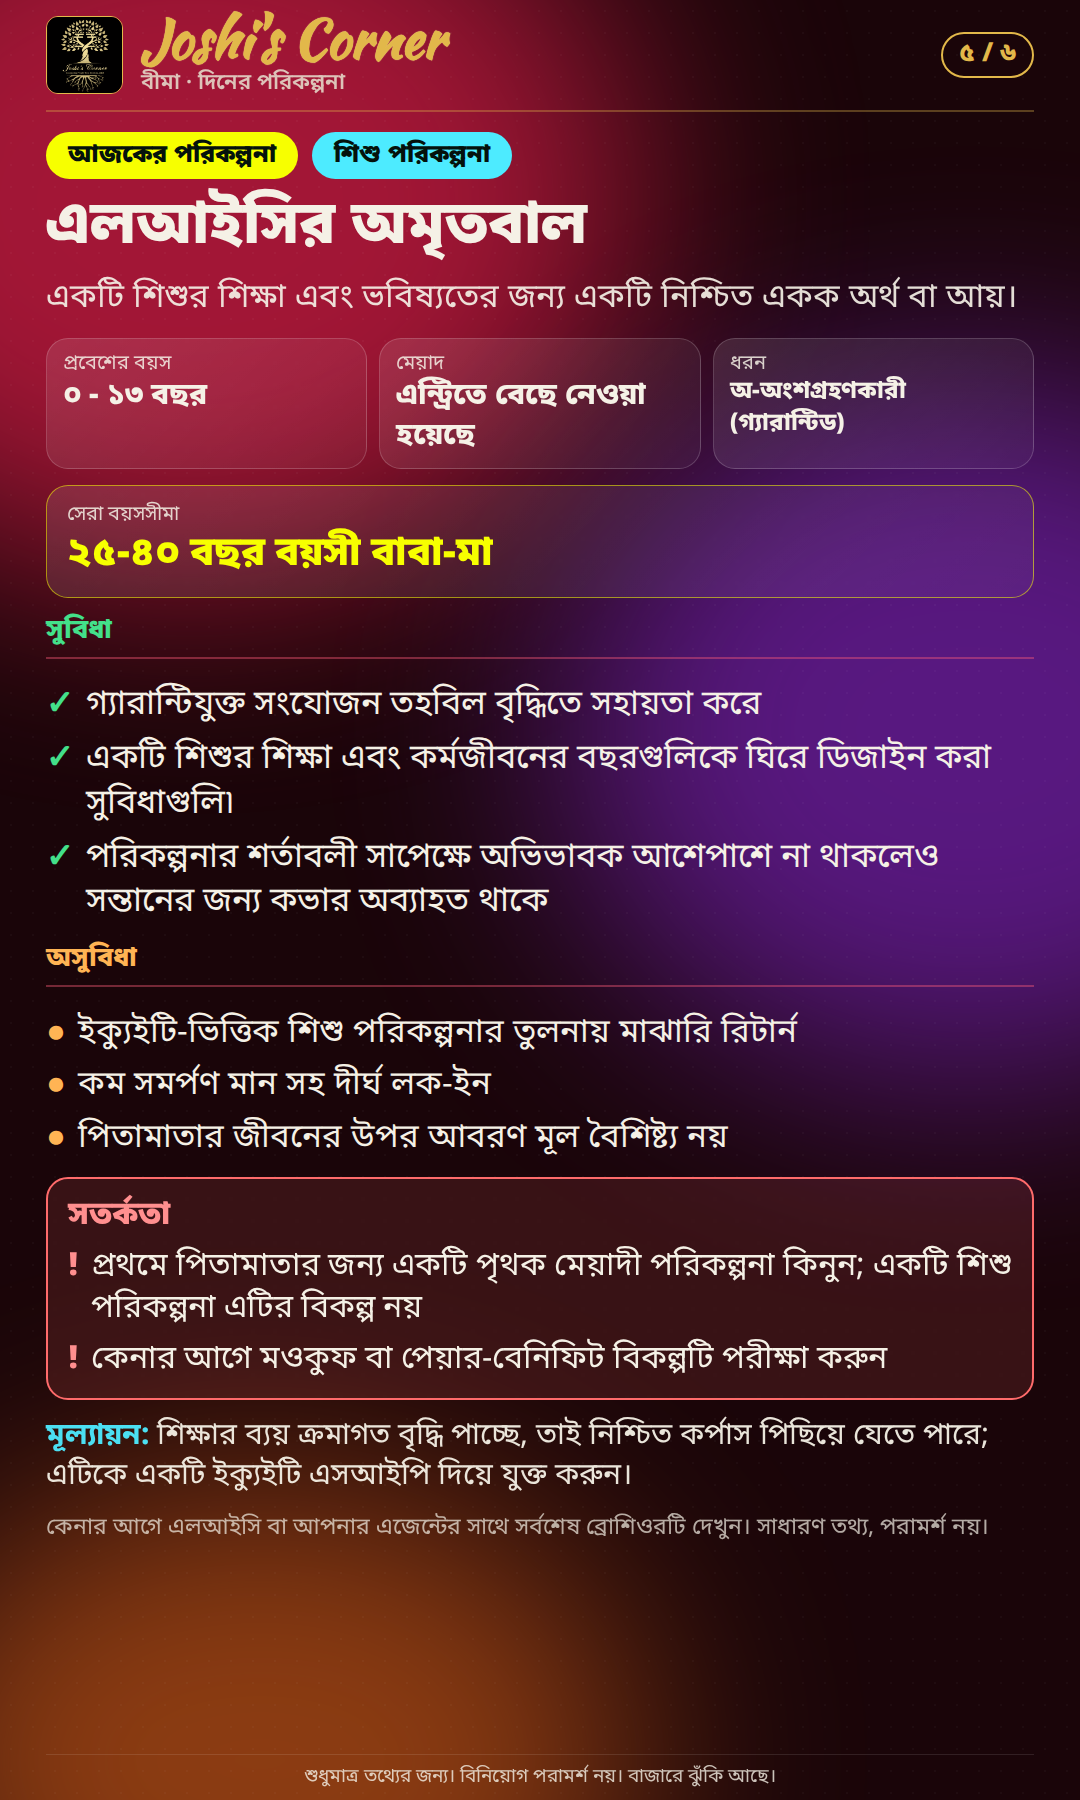 Joshi's Corner
বীমা · দিনের পরিকল্পনা
৫ / ৬
আজকের পরিকল্পনা
শিশু পরিকল্পনা
এলআইসির অমৃতবাল
একটি শিশুর শিক্ষা এবং ভবিষ্যতের জন্য একটি নিশ্চিত একক অর্থ বা আয়।
প্রবেশের বয়স
০ - ১৩ বছর
মেয়াদ
এন্ট্রিতে বেছে নেওয়া
হয়েছে
ধরন
অ-অংশগ্রহণকারী
(গ্যারান্টিড)
সেরা বয়সসীমা
২৫-৪০ বছর বয়সী বাবা-মা
সুবিধা
✓ গ্যারান্টিযুক্ত সংযোজন তহবিল বৃদ্ধিতে সহায়তা করে
✓ একটি শিশুর শিক্ষা এবং কর্মজীবনের বছরগুলিকে ঘিরে ডিজাইন করা
সুবিধাগুলি৷
✓ পরিকল্পনার শর্তাবলী সাপেক্ষে অভিভাবক আশেপাশে না থাকলেও
সন্তানের জন্য কভার অব্যাহত থাকে
অসুবিধা
● ইক্যুইটি-ভিত্তিক শিশু পরিকল্পনার তুলনায় মাঝারি রিটার্ন
● কম সমর্পণ মান সহ দীর্ঘ লক-ইন
● পিতামাতার জীবনের উপর আবরণ মূল বৈশিষ্ট্য নয়
সতর্কতা
! প্রথমে পিতামাতার জন্য একটি পৃথক মেয়াদী পরিকল্পনা কিনুন; একটি শিশু
পরিকল্পনা এটির বিকল্প নয়
! কেনার আগে মওকুফ বা পেয়ার-বেনিফিট বিকল্পটি পরীক্ষা করুন
মূল্যায়ন: শিক্ষার ব্যয় ক্রমাগত বৃদ্ধি পাচ্ছে, তাই নিশ্চিত কর্পাস পিছিয়ে যেতে পারে;
এটিকে একটি ইক্যুইটি এসআইপি দিয়ে যুক্ত করুন।
কেনার আগে এলআইসি বা আপনার এজেন্টের সাথে সর্বশেষ ব্রোশিওরটি দেখুন। সাধারণ তথ্য, পরামর্শ নয়।
শুধুমাত্র তথ্যের জন্য। বিনিয়োগ পরামর্শ নয়। বাজারে ঝুঁকি আছে।